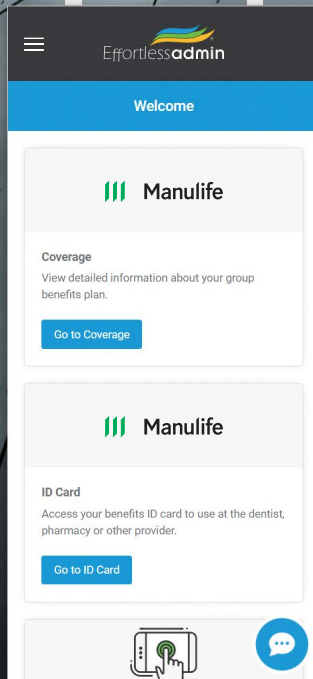 Effortlessadmin
Welcome
Manulife
Coverage
View detailed information about your group
benefits plan.
Go to Coverage
Manulife
ID Card
Access your benefits ID card to use at the dentist,
pharmacy or other provider.
Go to ID Card